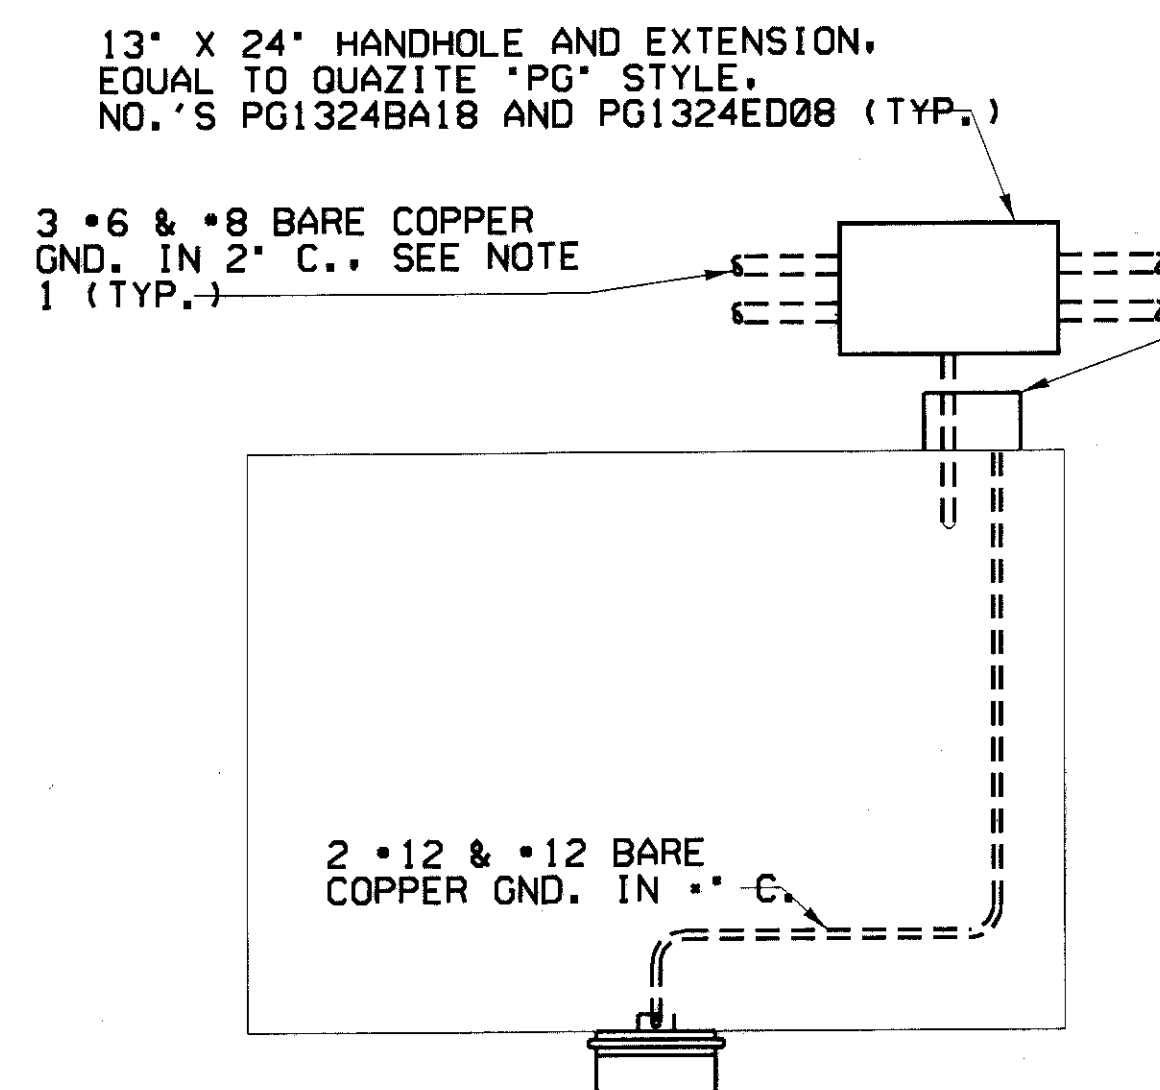 13" X 24" HANDHOLE AND EXTENSION,
EQUAL TO QUAZITE "PG" STYLE,
NO.'S PG1324BA18 AND PG1324ED08 (TYP.)
3 #6 & #8 BARE COPPER
GND. IN 2" C., SEE NOTE
1 (TYP.)
2 #12 & #12 BARE
COPPER GND. IN " C.